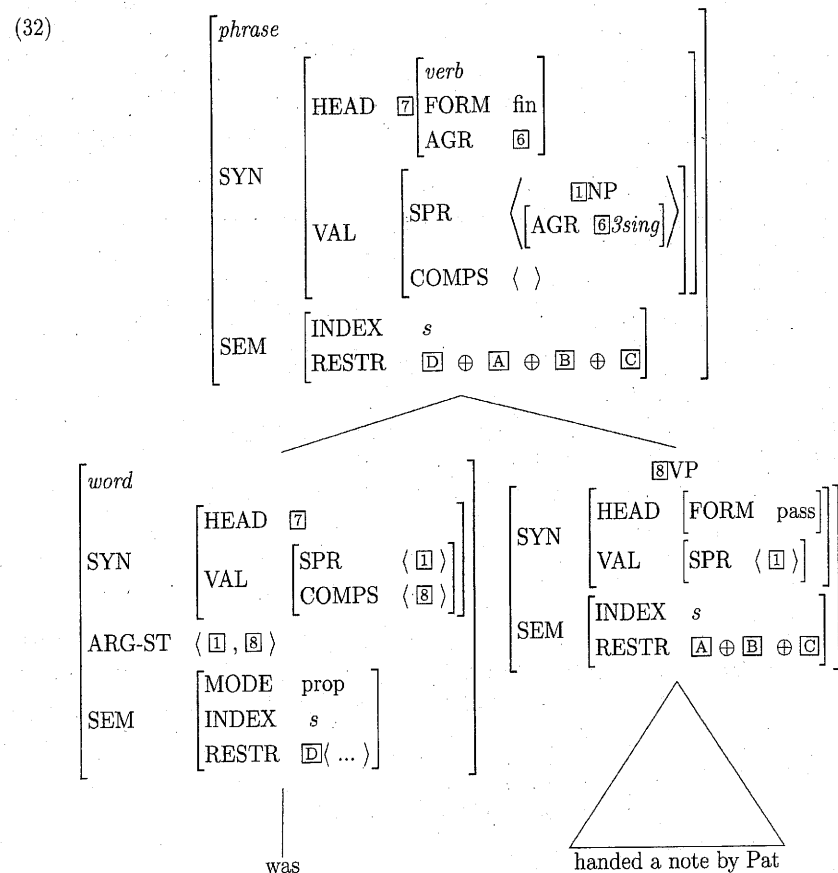 (32)
phrase
HEAD 7 verb
FORM fin
AGR 6
SYN
VAL SPR ⟨ 1NP
[AGR 6 3sing] ⟩
COMPS ⟨ ⟩
SEM INDEX s
RESTR D ⊕ A ⊕ B ⊕ C
word
SYN HEAD 7
VAL SPR ⟨ 1 ⟩
COMPS ⟨ 8 ⟩
ARG-ST ⟨ 1 , 8 ⟩
SEM MODE prop
INDEX s
RESTR D⟨ ... ⟩
was
8VP
SYN HEAD [FORM pass]
VAL [SPR ⟨ 1 ⟩]
SEM INDEX s
RESTR A ⊕ B ⊕ C
handed a note by Pat